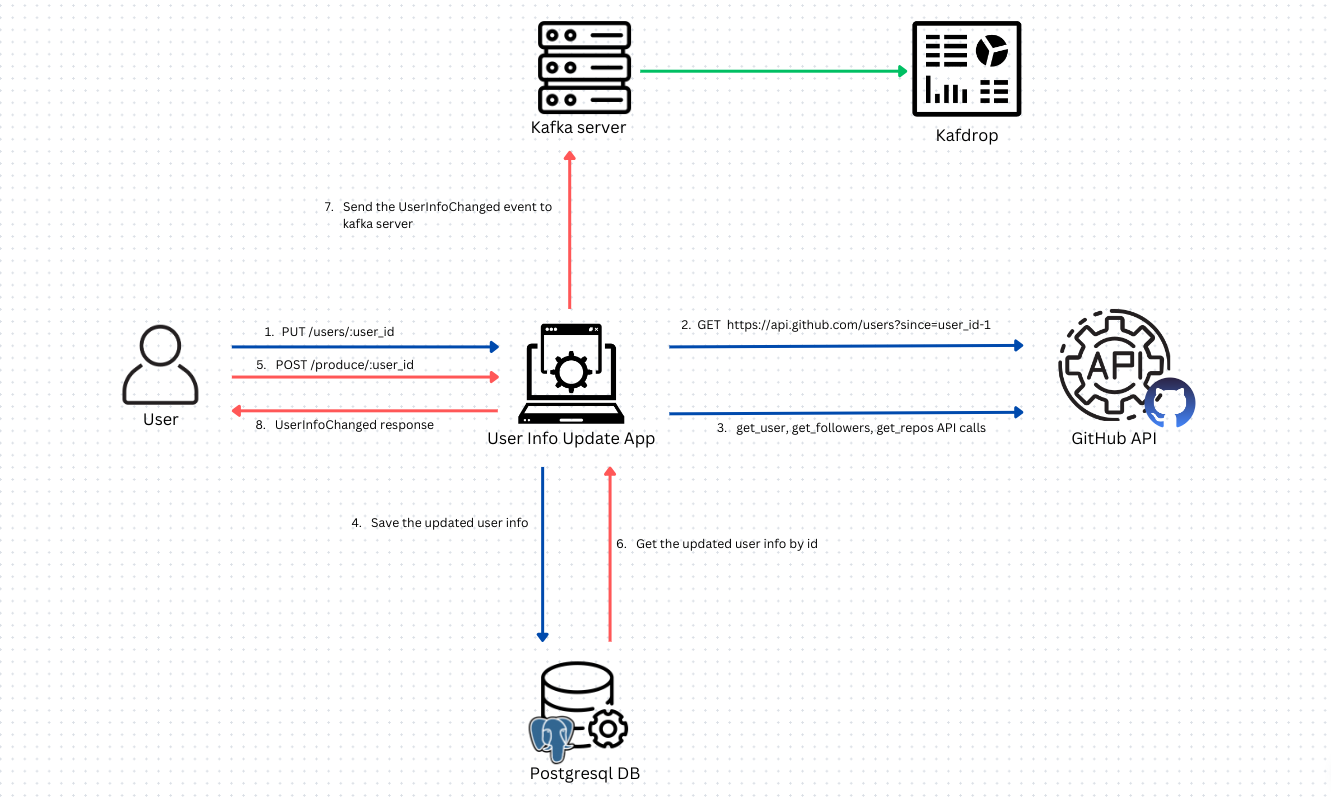 Kafka server
Kafdrop
7. Send the UserInfoChanged event to
kafka server
1. PUT /users/:user_id
2. GET https://api.github.com/users?since=user_id-1
5. POST /produce/:user_id
API
User
8. UserInfoChanged response
User Info Update App
3. get_user, get_followers, get_repos API calls
GitHub API
4. Save the updated user info
6. Get the updated user info by id
Postgresql DB